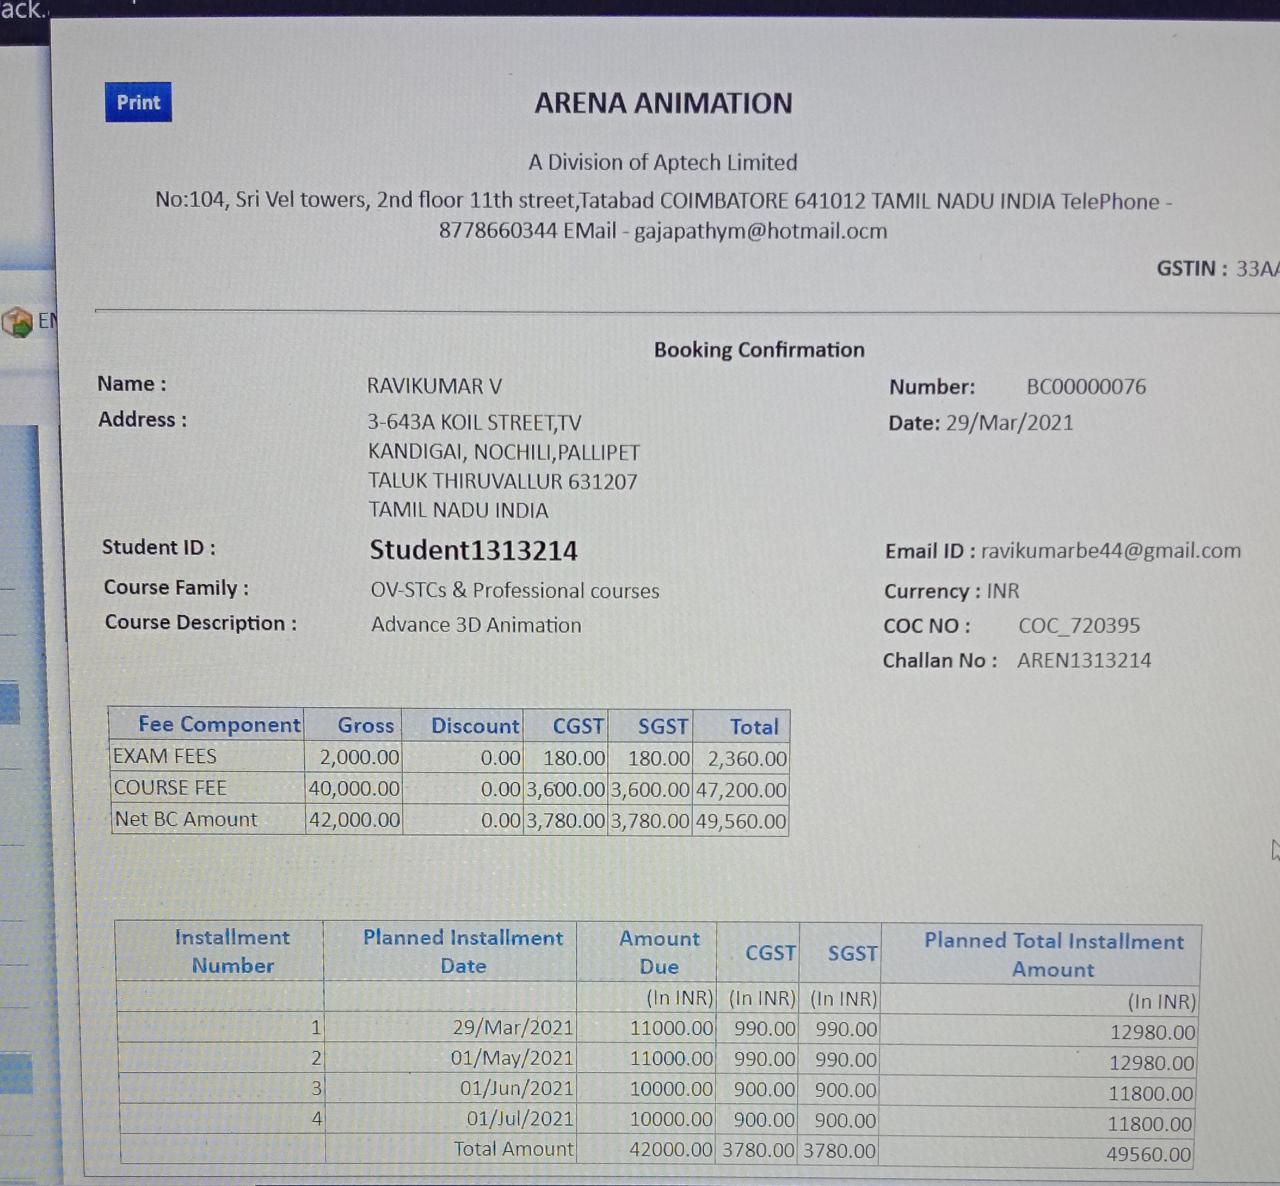 ack.
Print
ARENA ANIMATION
A Division of Aptech Limited
No:104, Sri Vel towers, 2nd floor 11th street,Tatabad COIMBATORE 641012 TAMIL NADU INDIA TelePhone -
8778660344 EMail - gajapathym@hotmail.ocm
GSTIN : 33AA
EN
Booking Confirmation
Name : RAVIKUMAR V Number: BC00000076
Address : 3-643A KOIL STREET,TV Date: 29/Mar/2021
KANDIGAI, NOCHILI,PALLIPET
TALUK THIRUVALLUR 631207
TAMIL NADU INDIA
Student ID : Student1313214 Email ID : ravikumarbe44@gmail.com
Course Family : OV-STCs & Professional courses Currency : INR
Course Description : Advance 3D Animation COC NO : COC_720395
Challan No : AREN1313214
Fee Component Gross Discount CGST SGST Total
EXAM FEES 2,000.00 0.00 180.00 180.00 2,360.00
COURSE FEE 40,000.00 0.00 3,600.00 3,600.00 47,200.00
Net BC Amount 42,000.00 0.00 3,780.00 3,780.00 49,560.00
Installment Planned Installment Amount CGST SGST Planned Total Installment
Number Date Due Amount
(In INR) (In INR) (In INR) (In INR)
1 29/Mar/2021 11000.00 990.00 990.00 12980.00
2 01/May/2021 11000.00 990.00 990.00 12980.00
3 01/Jun/2021 10000.00 900.00 900.00 11800.00
4 01/Jul/2021 10000.00 900.00 900.00 11800.00
Total Amount 42000.00 3780.00 3780.00 49560.00